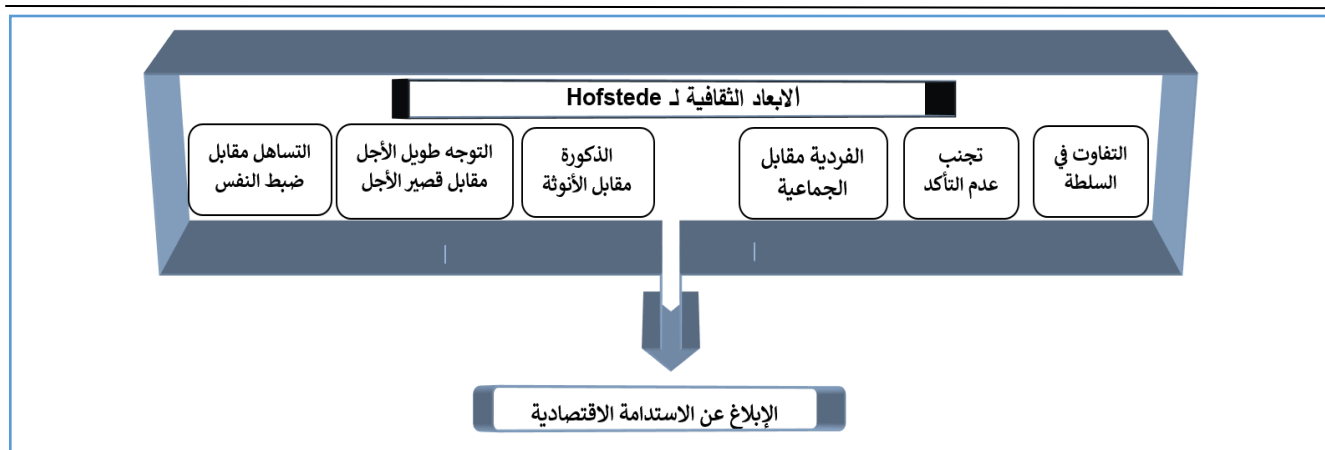 الابعاد الثقافية لـ Hofstede
التفاوت في
السلطة
تجنب
عدم التأكد
الفردية مقابل
الجماعية
الذكورة
مقابل الأنوثة
التوجه طويل الأجل
مقابل قصير الأجل
التساهل مقابل
ضبط النفس
الإبلاغ عن الاستدامة الاقتصادية